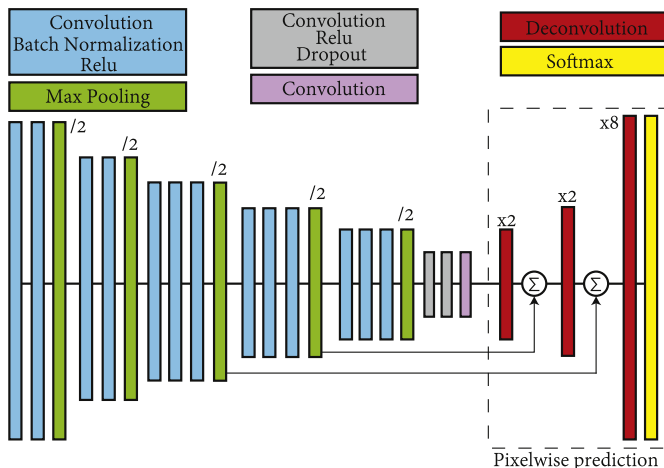 Convolution
Batch Normalization
Relu
Max Pooling
Convolution
Relu
Dropout
Convolution
Deconvolution
Softmax
/2
/2
/2
/2
/2
x2
x2
x8
Σ
Σ
Pixelwise prediction